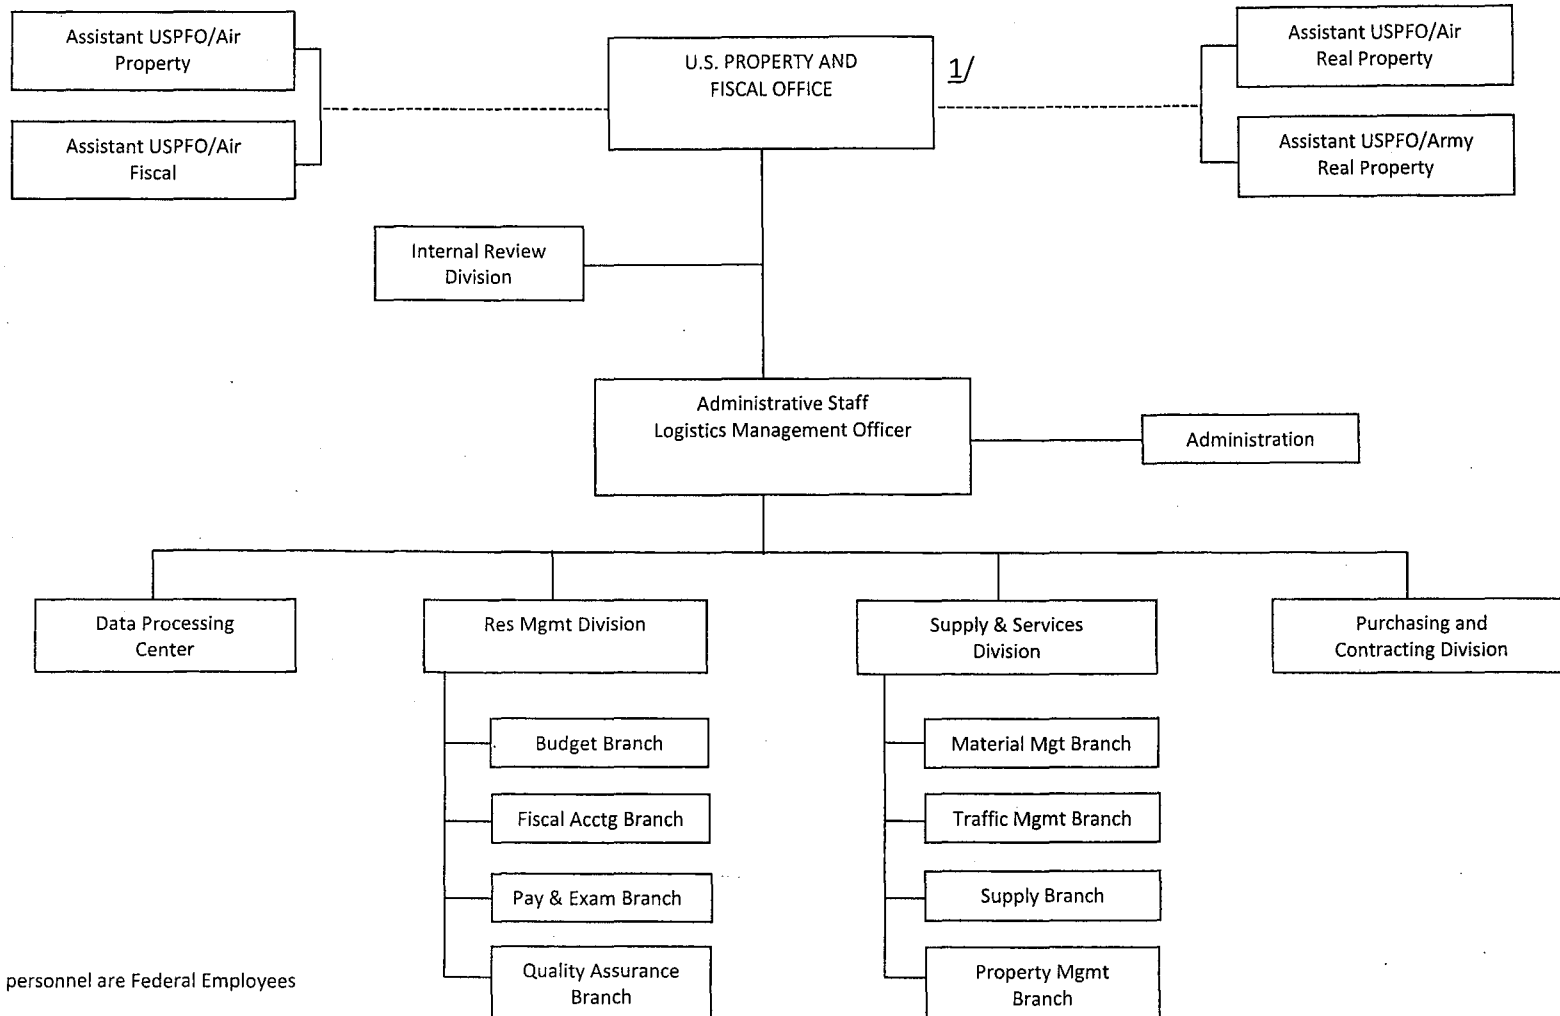 Assistant USPFO/Air
Property
Assistant USPFO/Air
Fiscal
U.S. PROPERTY AND
FISCAL OFFICE
1/
Assistant USPFO/Air
Real Property
Assistant USPFO/Army
Real Property
Internal Review
Division
Administrative Staff
Logistics Management Officer
Administration
Data Processing
Center
Res Mgmt Division
Supply & Services
Division
Purchasing and
Contracting Division
Budget Branch
Fiscal Acctg Branch
Pay & Exam Branch
Quality Assurance
Branch
Material Mgt Branch
Traffic Mgmt Branch
Supply Branch
Property Mgmt
Branch
personnel are Federal Employees